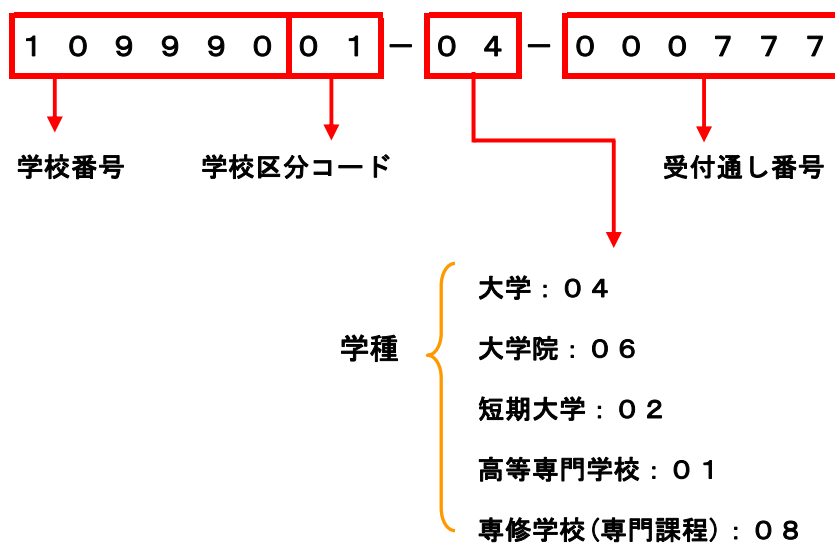 １０９９９０ ０１－０４－０００７７７
学校番号 学校区分コード 受付通し番号
大学：０４
学種 大学院：０６
短期大学：０２
高等専門学校：０１
専修学校(専門課程)：０８